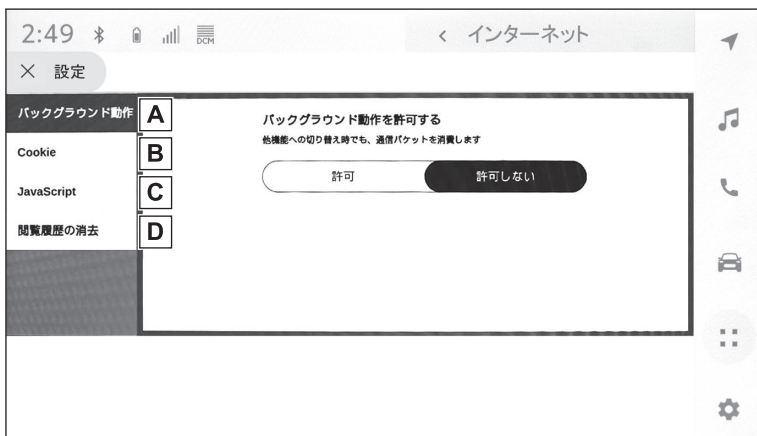 2:49 DCM < インターネット
× 設定
バックグラウンド動作 A
Cookie B
JavaScript C
閲覧履歴の消去 D
バックグラウンド動作を許可する
他機能への切り替え時でも、通信パケットを消費します
許可 許可しない